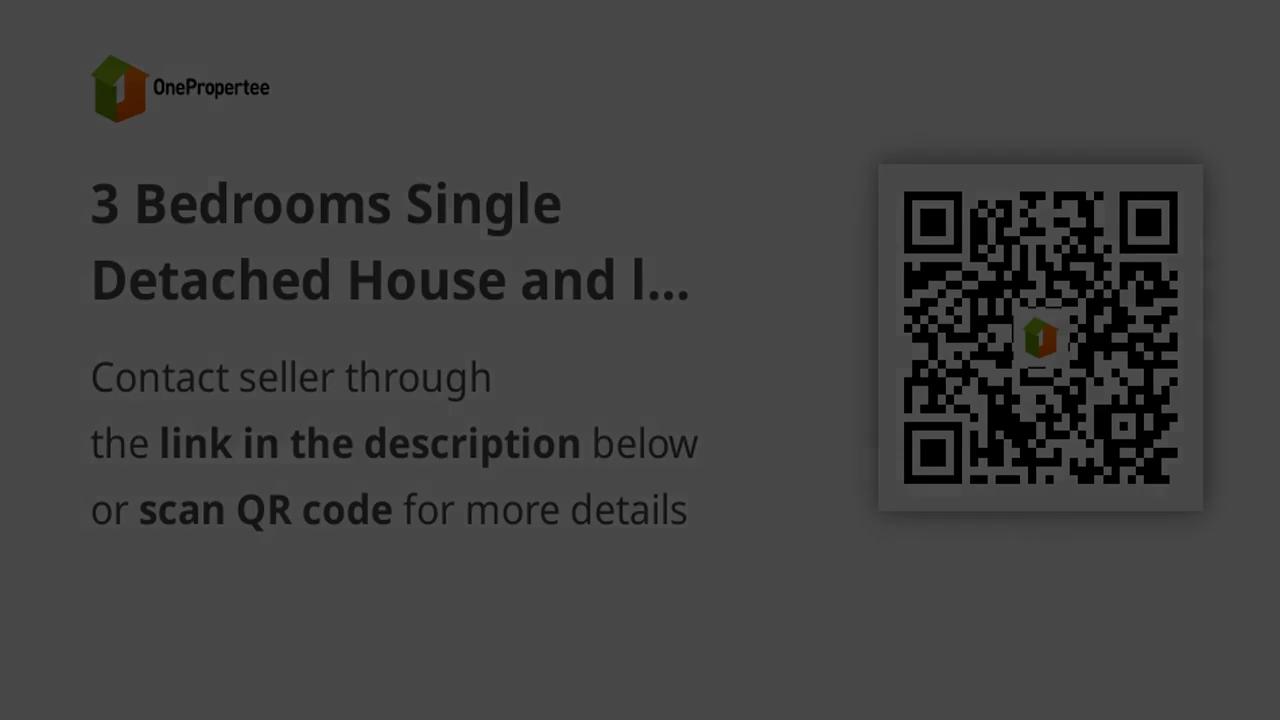 OnePropertee
3 Bedrooms Single
Detached House and l...
Contact seller through
the link in the description below
or scan QR code for more details